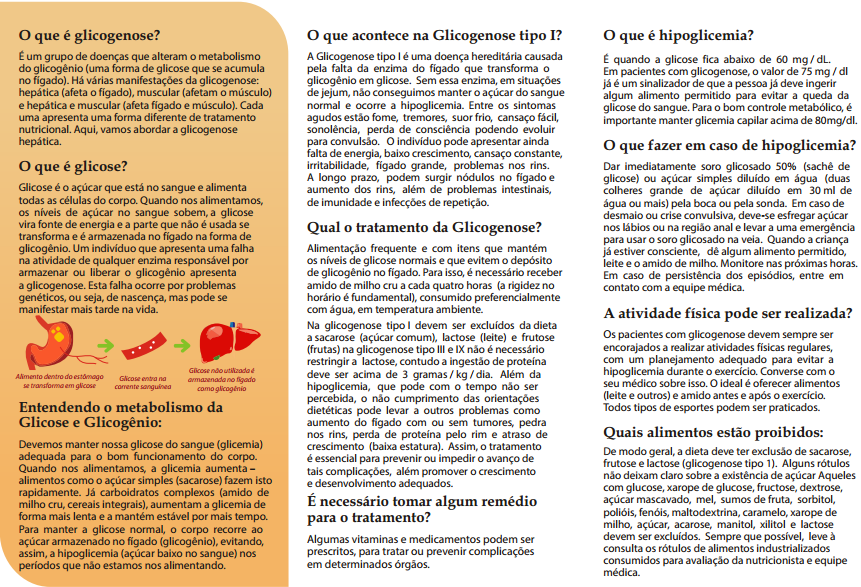 O que é glicogenose?
É um grupo de doenças que alteram o metabolismo
do glicogênio (uma forma de glicose que se acumula
no fígado). Há várias manifestações da glicogenose:
hepática (afeta o fígado), muscular (afetam o músculo)
e hepática e muscular (afeta fígado e músculo). Cada
uma apresenta uma forma diferente de tratamento
nutricional. Aqui, vamos abordar a glicogenose
hepática.
O que é glicose?
Glicose é o açúcar que está no sangue e alimenta
todas as células do corpo. Quando nos alimentamos,
os níveis de açúcar no sangue sobem, a glicose
vira fonte de energia e a parte que não é usada se
transforma e é armazenada no fígado na forma de
glicogênio. Um indivíduo que apresenta uma falha
na atividade de qualquer enzima responsável por
armazenar ou liberar o glicogênio apresenta
a glicogenose. Esta falha ocorre por problemas
genéticos, ou seja, de nascença, mas pode se
manifestar mais tarde na vida.
Alimento dentro do estômago
se transforma em glicose
Glicose entra na
corrente sanguínea
Glicose não utilizada é
armazenada no fígado
como glicogênio
Entendendo o metabolismo da
Glicose e Glicogênio:
Devemos manter nossa glicose do sangue (glicemia)
adequada para o bom funcionamento do corpo.
Quando nos alimentamos, a glicemia aumenta –
alimentos como o açúcar simples (sacarose) fazem isto
rapidamente. Já carboidratos complexos (amido de
milho cru, cereais integrais), aumentam a glicemia de
forma mais lenta e a mantém estável por mais tempo.
Para manter a glicose normal, o corpo recorre ao
açúcar armazenado no fígado (glicogênio), evitando,
assim, a hipoglicemia (açúcar baixo no sangue) nos
períodos que não estamos nos alimentando.
O que acontece na Glicogenose tipo I?
A Glicogenose tipo I é uma doença hereditária causada
pela falta da enzima do fígado que transforma o
glicogênio em glicose. Sem essa enzima, em situações
de jejum, não conseguimos manter o açúcar do sangue
normal e ocorre a hipoglicemia. Entre os sintomas
agudos estão fome, tremores, suor frio, cansaço fácil,
sonolência, perda de consciência podendo evoluir
para convulsão. O indivíduo pode apresentar ainda
falta de energia, baixo crescimento, cansaço constante,
irritabilidade, fígado grande, problemas nos rins.
A longo prazo, podem surgir nódulos no fígado e
aumento dos rins, além de problemas intestinais,
de imunidade e infecções de repetição.
Qual o tratamento da Glicogenose?
Alimentação frequente e com itens que mantém
os níveis de glicose normais e que evitem o depósito
de glicogênio no fígado. Para isso, é necessário receber
amido de milho cru a cada quatro horas (a rigidez no
horário é fundamental), consumido preferencialmente
com água, em temperatura ambiente.
Na glicogenose tipo I devem ser excluídos da dieta
a sacarose (açúcar comum), lactose (leite) e frutose
(frutas) na glicogenose tipo III e IX não é necessário
restringir a lactose, contudo a ingestão de proteína
deve ser acima de 3 gramas / kg / dia. Além da
hipoglicemia, que pode com o tempo não ser
percebida, o não cumprimento das orientações
dietéticas pode levar a outros problemas como
aumento do fígado com ou sem tumores, pedra
nos rins, perda de proteína pelo rim e atraso de
crescimento (baixa estatura). Assim, o tratamento
é essencial para prevenir ou impedir o avanço de
tais complicações, além promover o crescimento
e desenvolvimento adequados.
É necessário tomar algum remédio
para o tratamento?
Algumas vitaminas e medicamentos podem ser
prescritos, para tratar ou prevenir complicações
em determinados órgãos.
O que é hipoglicemia?
É quando a glicose fica abaixo de 60 mg / dL.
Em pacientes com glicogenose, o valor de 75 mg / dl
já é um sinalizador de que a pessoa já deve ingerir
algum alimento permitido para evitar a queda da
glicose do sangue. Para o bom controle metabólico, é
importante manter glicemia capilar acima de 80mg/dl.
O que fazer em caso de hipoglicemia?
Dar imediatamente soro glicosado 50% (sachê de
glicose) ou açúcar simples diluído em água (duas
colheres grande de açúcar diluído em 30 ml de
água ou mais) pela boca ou pela sonda. Em caso de
desmaio ou crise convulsiva, deve-se esfregar açúcar
nos lábios ou na região anal e levar a uma emergência
para usar o soro glicosado na veia. Quando a criança
já estiver consciente, dê algum alimento permitido,
leite e o amido de milho. Monitore nas próximas horas.
Em caso de persistência dos episódios, entre em
contato com a equipe médica.
A atividade física pode ser realizada?
Os pacientes com glicogenose devem sempre ser
encorajados a realizar atividades físicas regulares,
com um planejamento adequado para evitar a
hipoglicemia durante o exercício. Converse com o
seu médico sobre isso. O ideal é oferecer alimentos
(leite e outros) e amido antes e após o exercício.
Todos tipos de esportes podem ser praticados.
Quais alimentos estão proibidos:
De modo geral, a dieta deve ter exclusão de sacarose,
frutose e lactose (glicogenose tipo 1). Alguns rótulos
não deixam claro sobre a existência de açúcar Aqueles
com glucose, xarope de glucose, fructose, dextrose,
açúcar mascavado, mel, sumos de fruta, sorbitol,
polióis, fenóis, maltodextrina, caramelo, xarope de
milho, açúcar, acarose, manitol, xilitol e lactose
devem ser excluídos. Sempre que possível, leve à
consulta os rótulos de alimentos industrializados
consumidos para avaliação da nutricionista e equipe
médica.